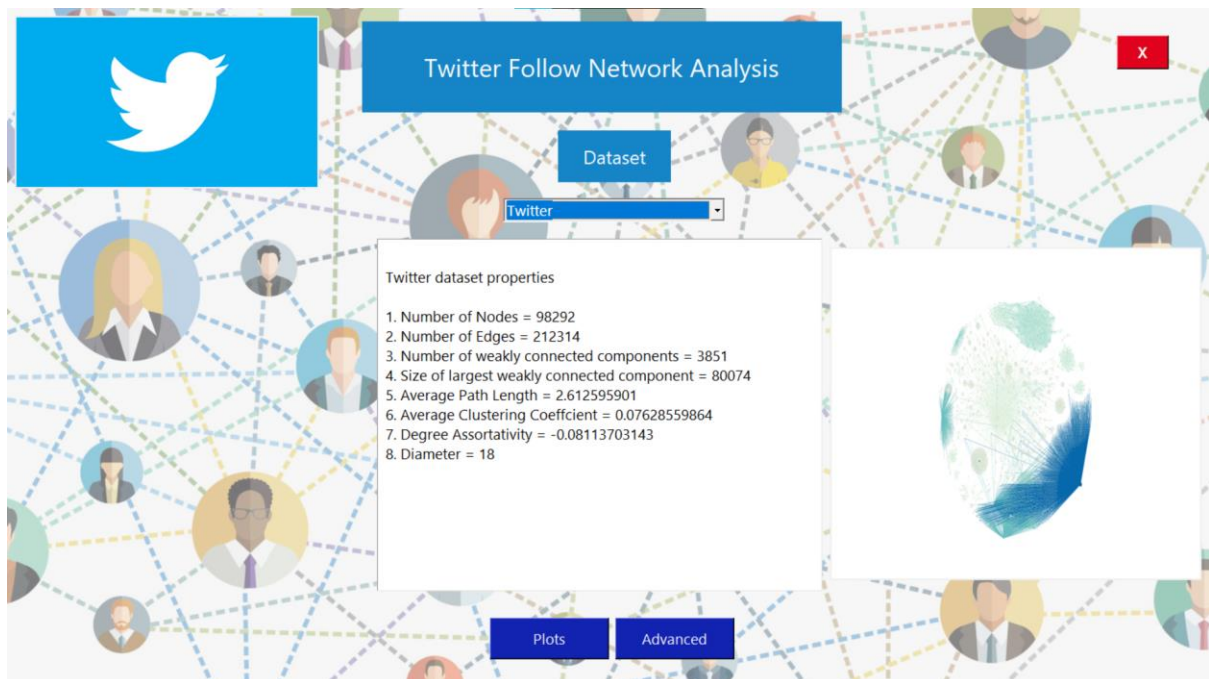 Twitter Follow Network Analysis
X
Dataset
Twitter
Twitter dataset properties
1. Number of Nodes = 98292
2. Number of Edges = 212314
3. Number of weakly connected components = 3851
4. Size of largest weakly connected component = 80074
5. Average Path Length = 2.612595901
6. Average Clustering Coeffcient = 0.07628559864
7. Degree Assortativity = -0.08113703143
8. Diameter = 18
Plots
Advanced